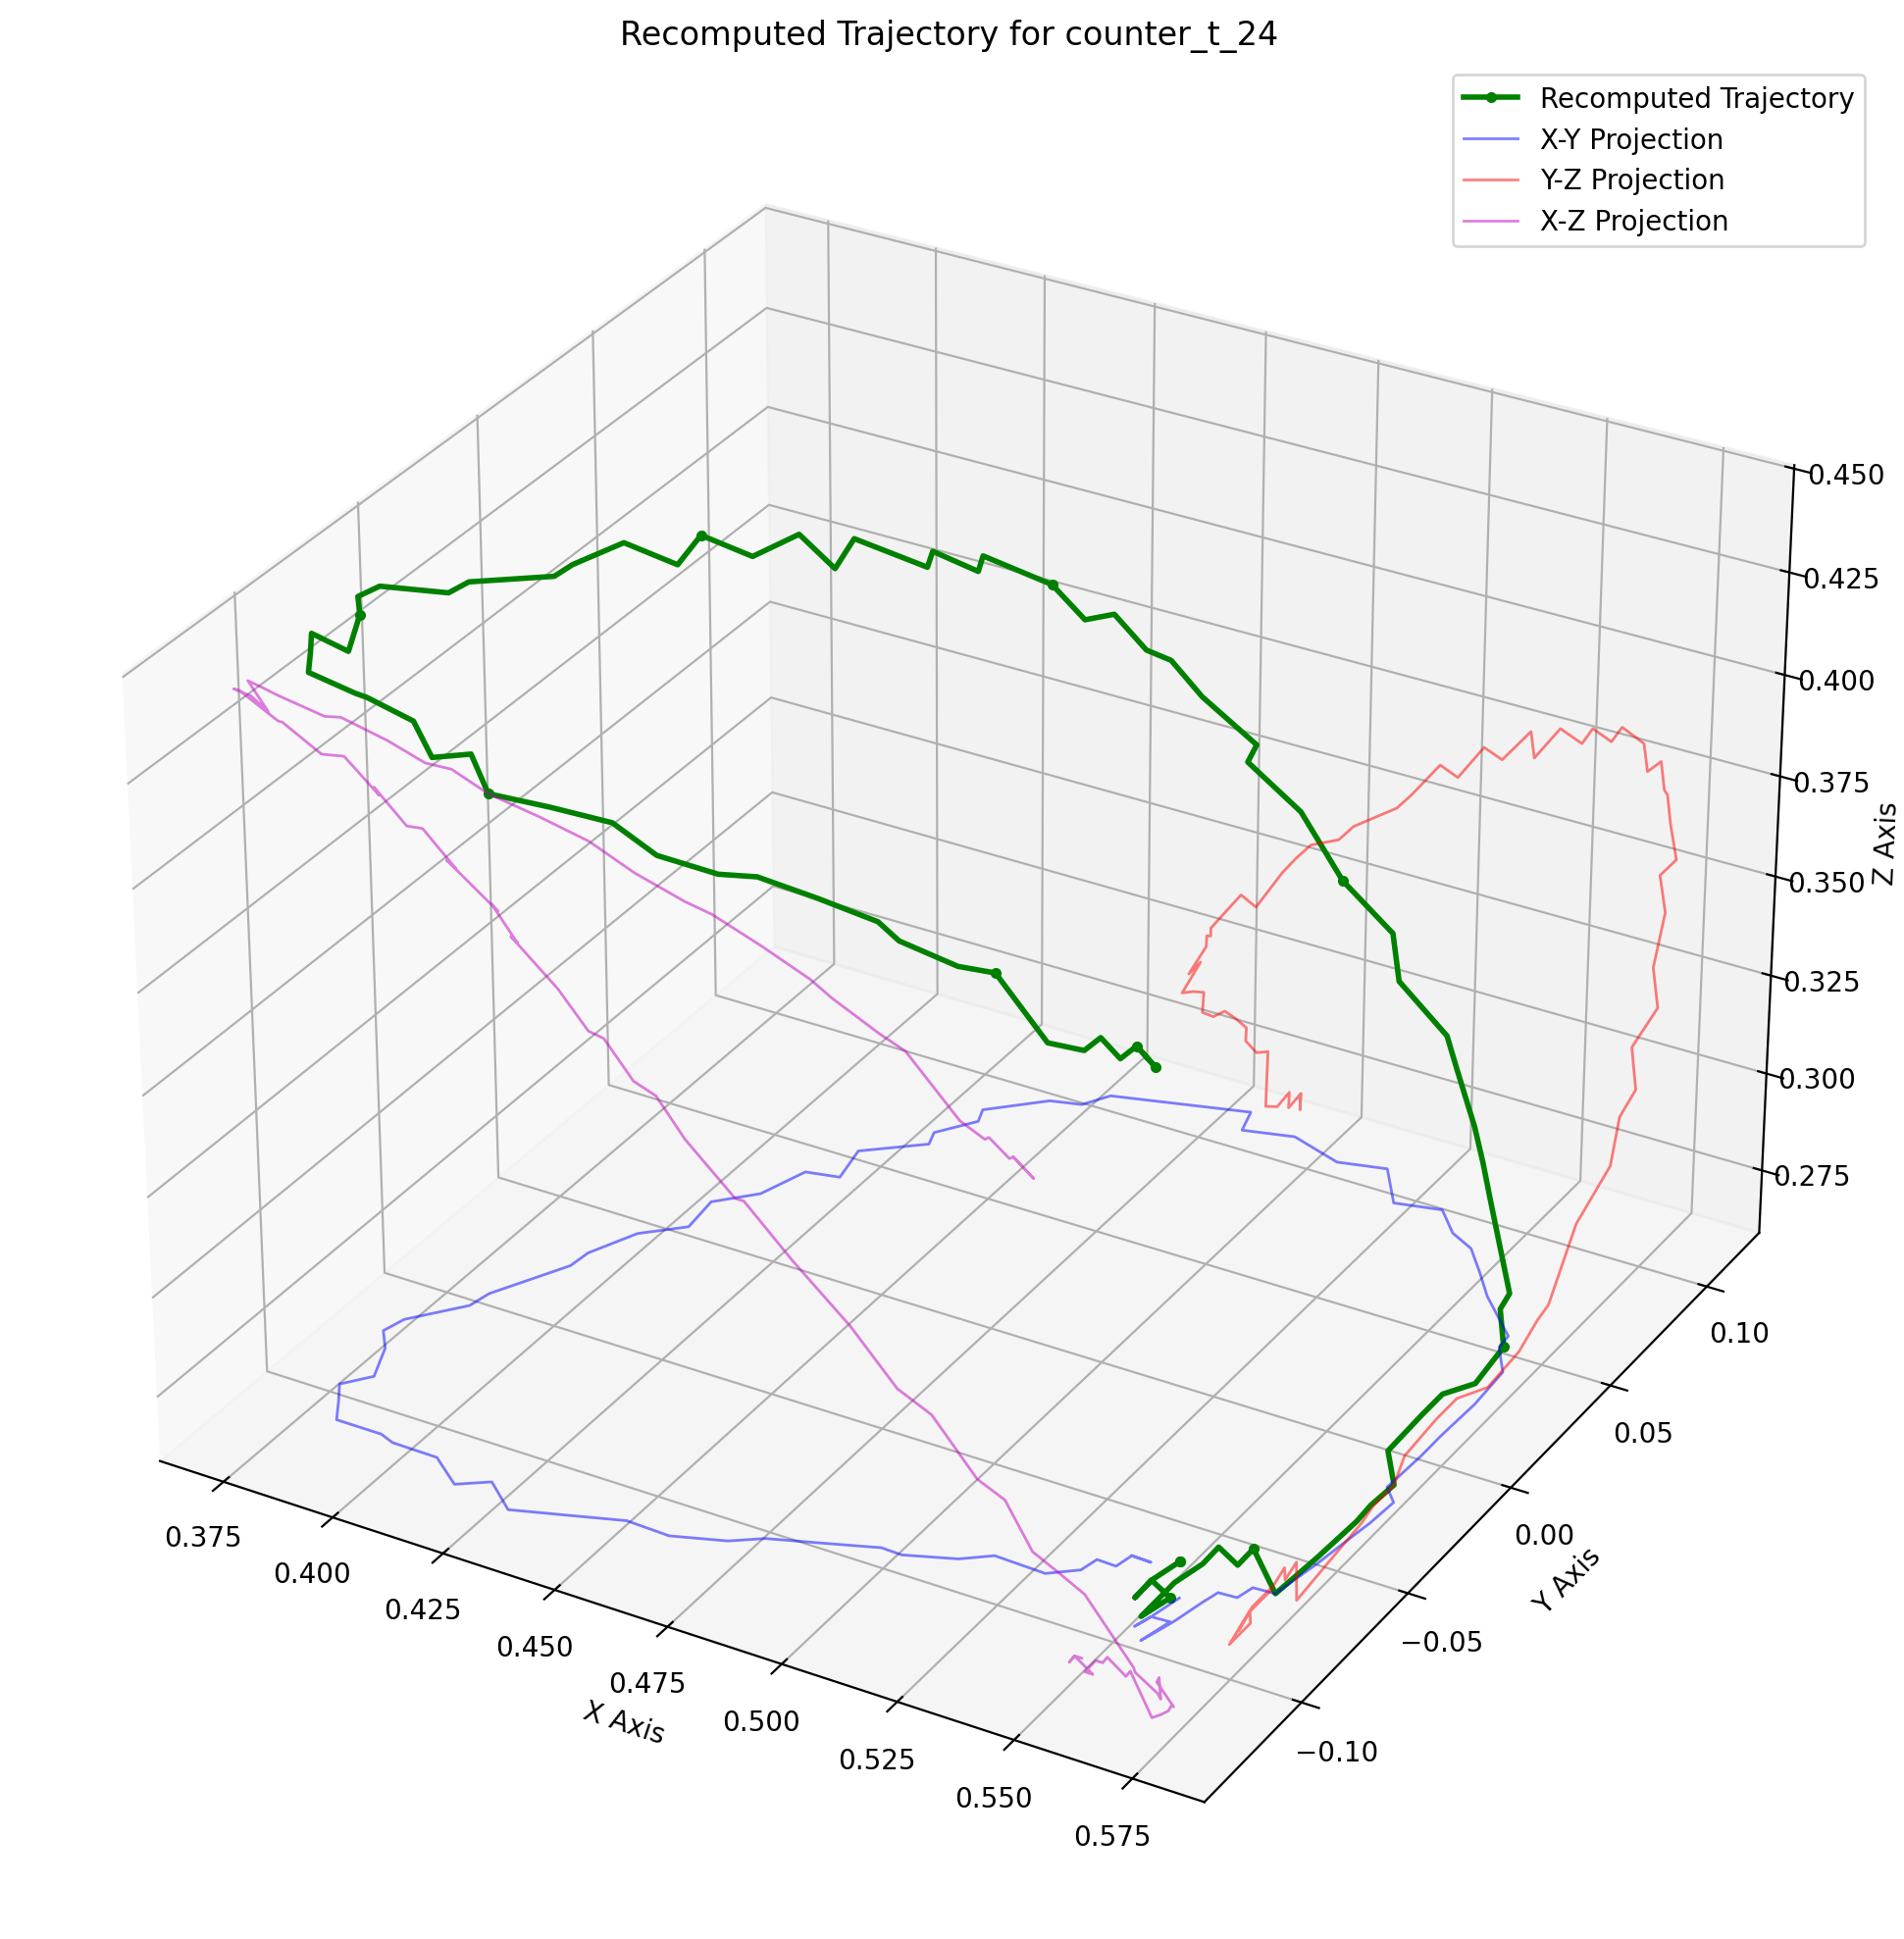 Recomputed Trajectory for counter_t_24
Recomputed Trajectory
X-Y Projection
Y-Z Projection
X-Z Projection
0.450
0.425
0.400
0.375
0.350
0.325
0.300
0.275
Z Axis
0.10
0.05
0.00
−0.05
−0.10
Y Axis
0.375
0.400
0.425
0.450
0.475
0.500
0.525
0.550
0.575
X Axis